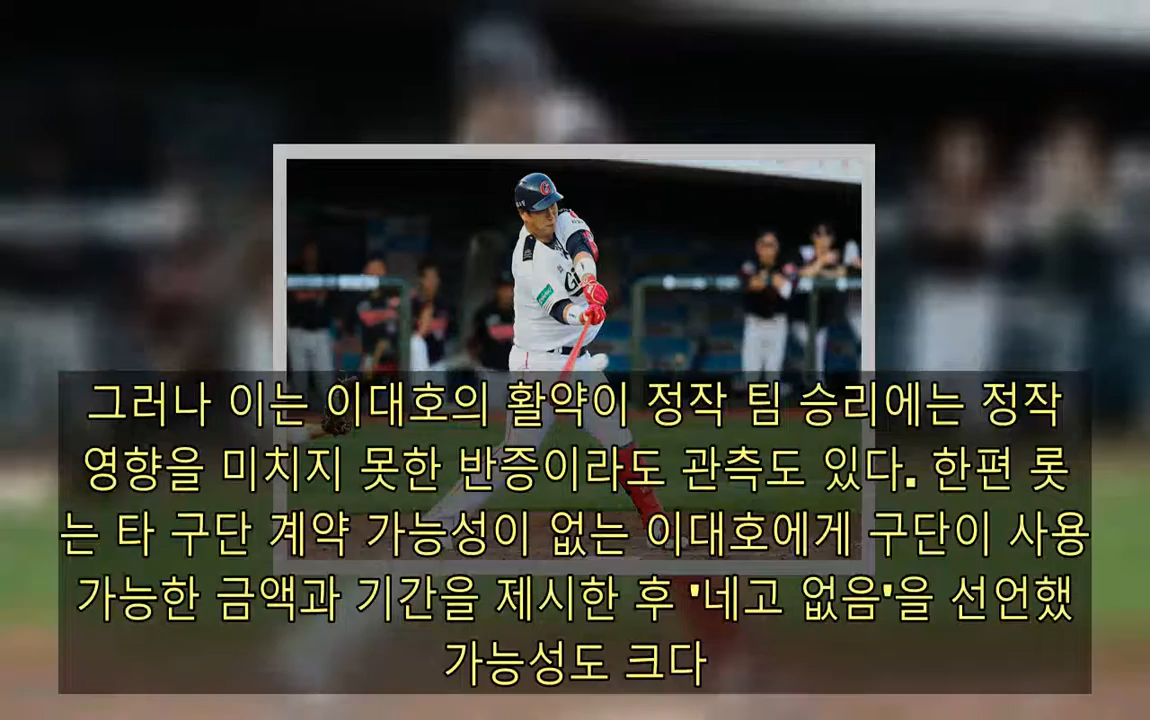 그러나 이는 이대호의 활약이 정작 팀 승리에는 정작
영향을 미치지 못한 반증이라도 관측도 있다. 한편 롯
는 타 구단 계약 가능성이 없는 이대호에게 구단이 사용
가능한 금액과 기간을 제시한 후 '네고 없음'을 선언했
가능성도 크다